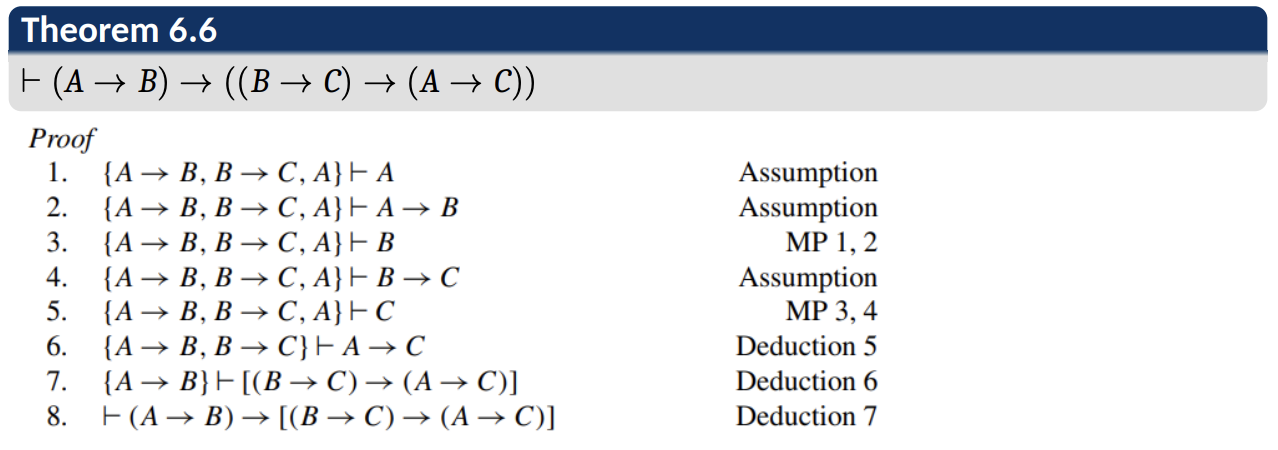 Theorem 6.6
⊢ (A → B) → ((B → C) → (A → C))
Proof
1. {A → B, B → C, A} ⊢ A Assumption
2. {A → B, B → C, A} ⊢ A → B Assumption
3. {A → B, B → C, A} ⊢ B MP 1, 2
4. {A → B, B → C, A} ⊢ B → C Assumption
5. {A → B, B → C, A} ⊢ C MP 3, 4
6. {A → B, B → C} ⊢ A → C Deduction 5
7. {A → B} ⊢ [(B → C) → (A → C)] Deduction 6
8. ⊢ (A → B) → [(B → C) → (A → C)] Deduction 7